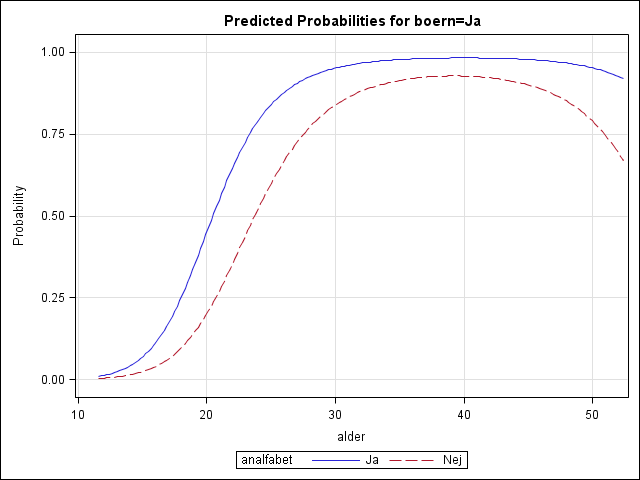 Predicted Probabilities for boern=Ja
Probability
1.00
0.75
0.50
0.25
0.00
10 20 30 40 50
alder
analfabet Ja Nej